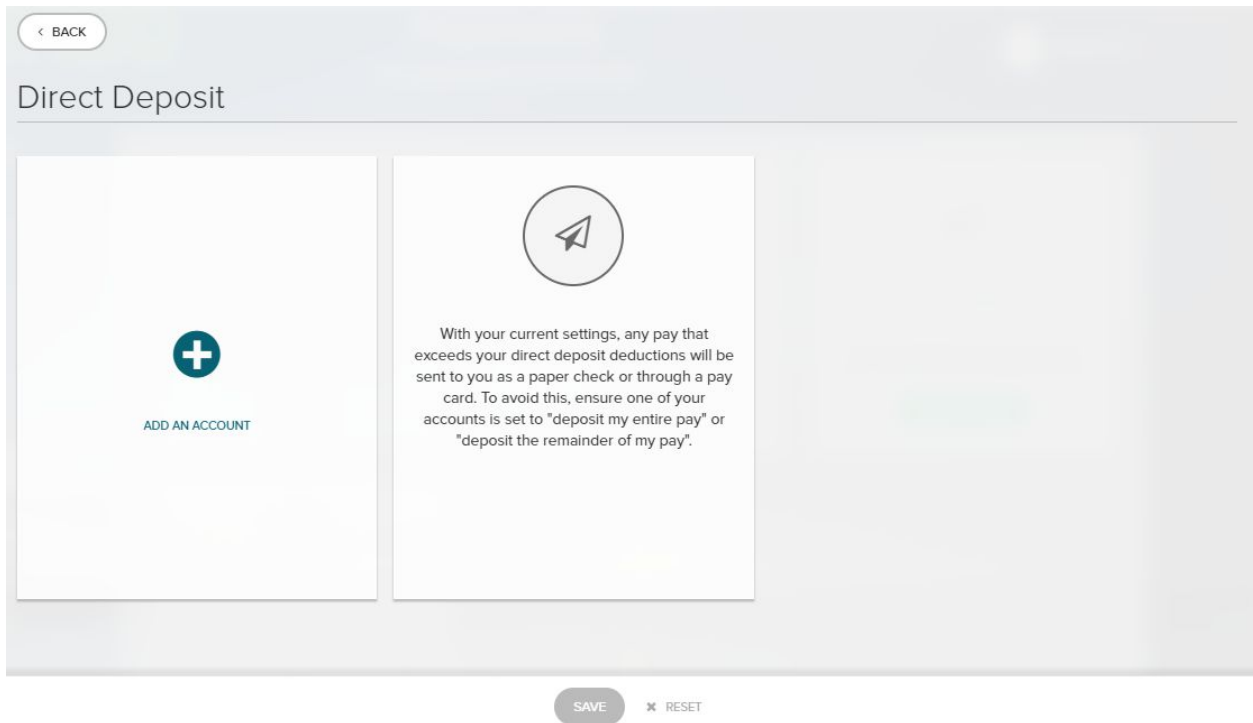 < BACK
Direct Deposit
ADD AN ACCOUNT
With your current settings, any pay that
exceeds your direct deposit deductions will be
sent to you as a paper check or through a pay
card. To avoid this, ensure one of your
accounts is set to "deposit my entire pay" or
"deposit the remainder of my pay".
SAVE
✖ RESET